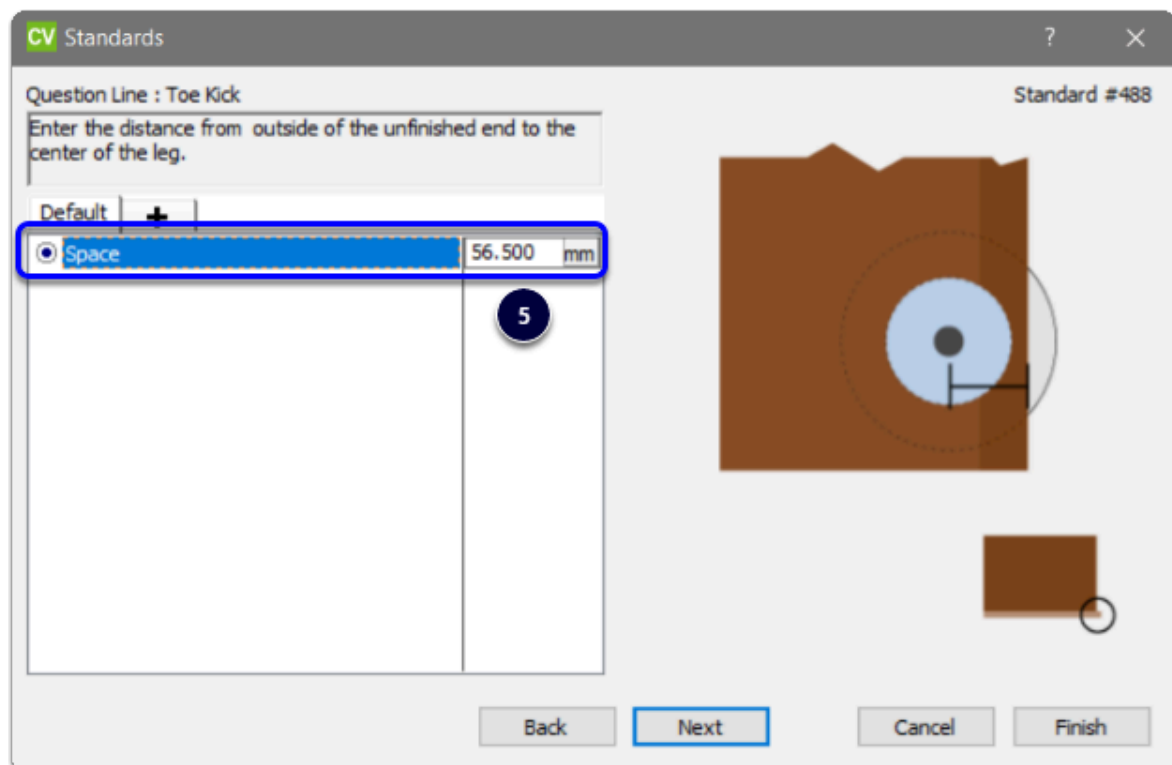 CV Standards ?
Question Line : Toe Kick Standard #488
Enter the distance from outside of the unfinished end to the
center of the leg.
Default +
Space 56.500 mm
5
Back Next Cancel Finish